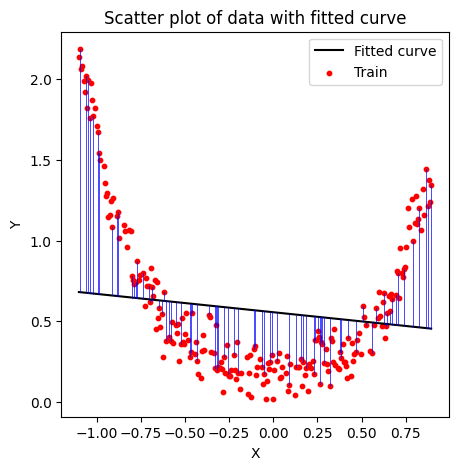 Scatter plot of data with fitted curve
Fitted curve
Train
2.0
1.5
1.0
0.5
0.0
Y
−1.00 −0.75 −0.50 −0.25 0.00 0.25 0.50 0.75
X